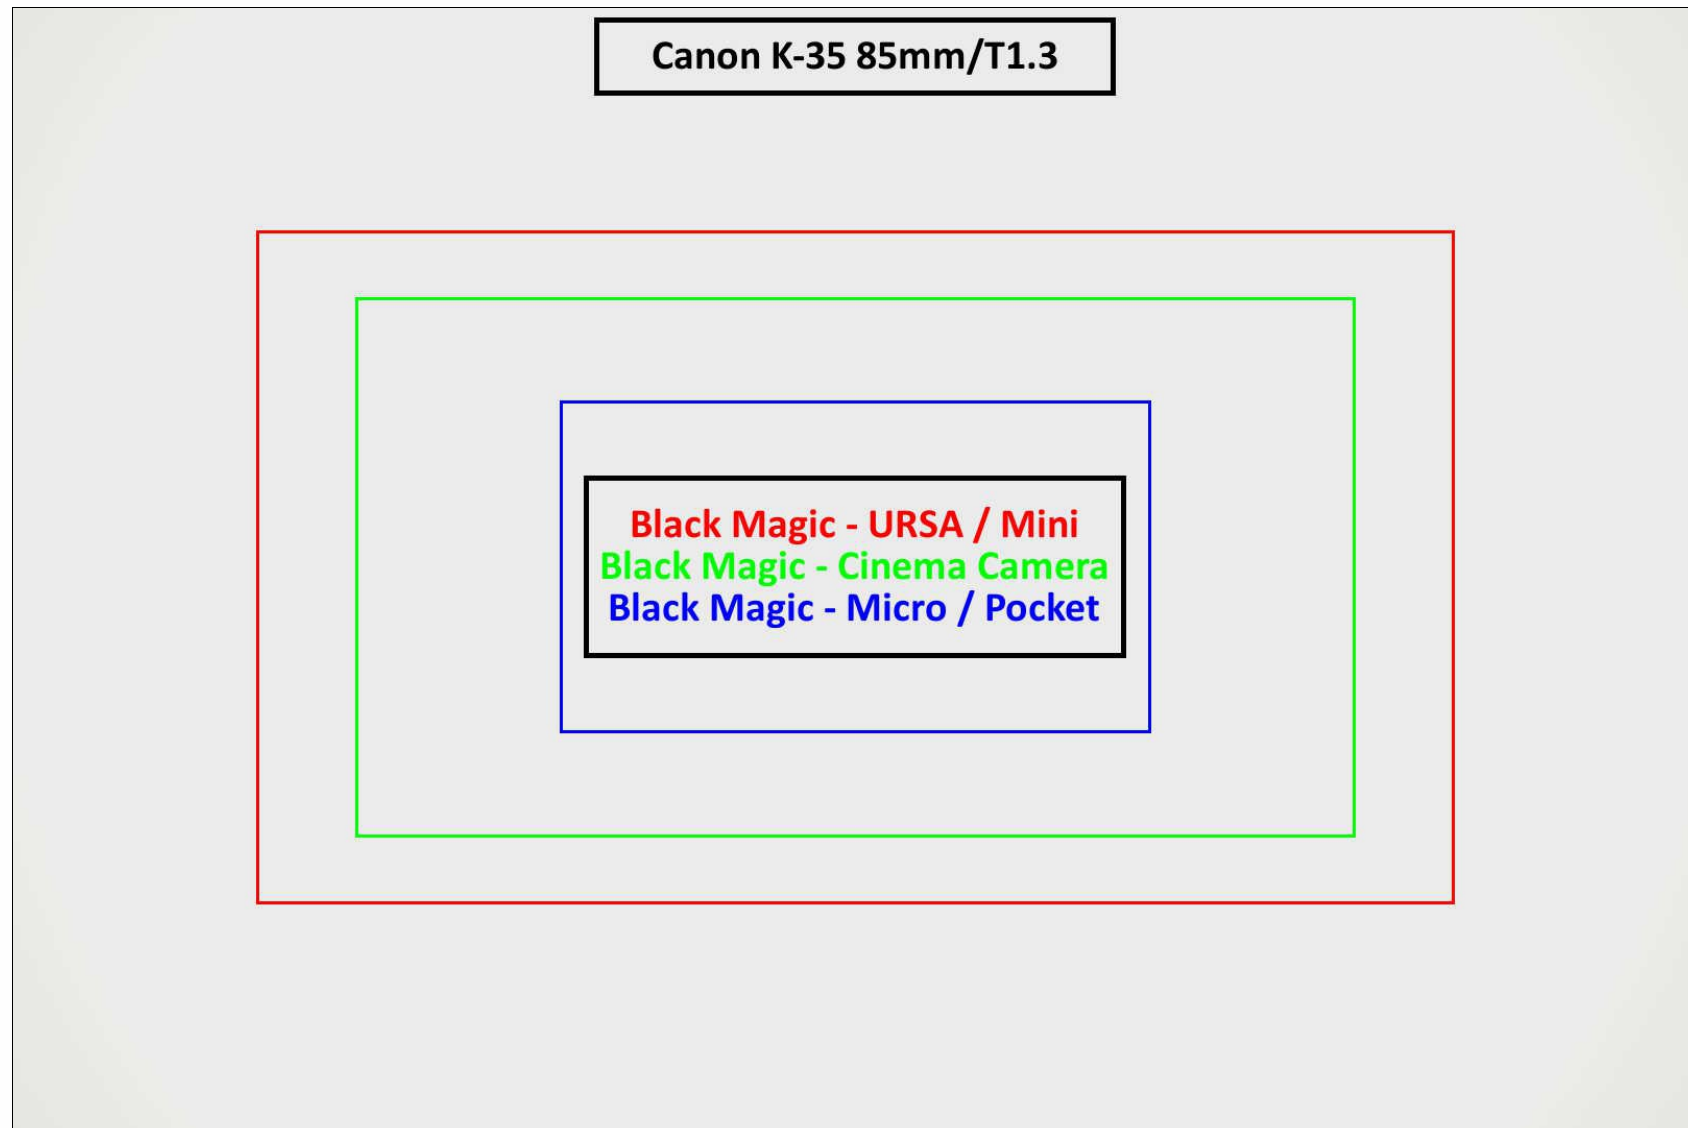 Canon K-35 85mm/T1.3
Black Magic - URSA / Mini
Black Magic - Cinema Camera
Black Magic - Micro / Pocket